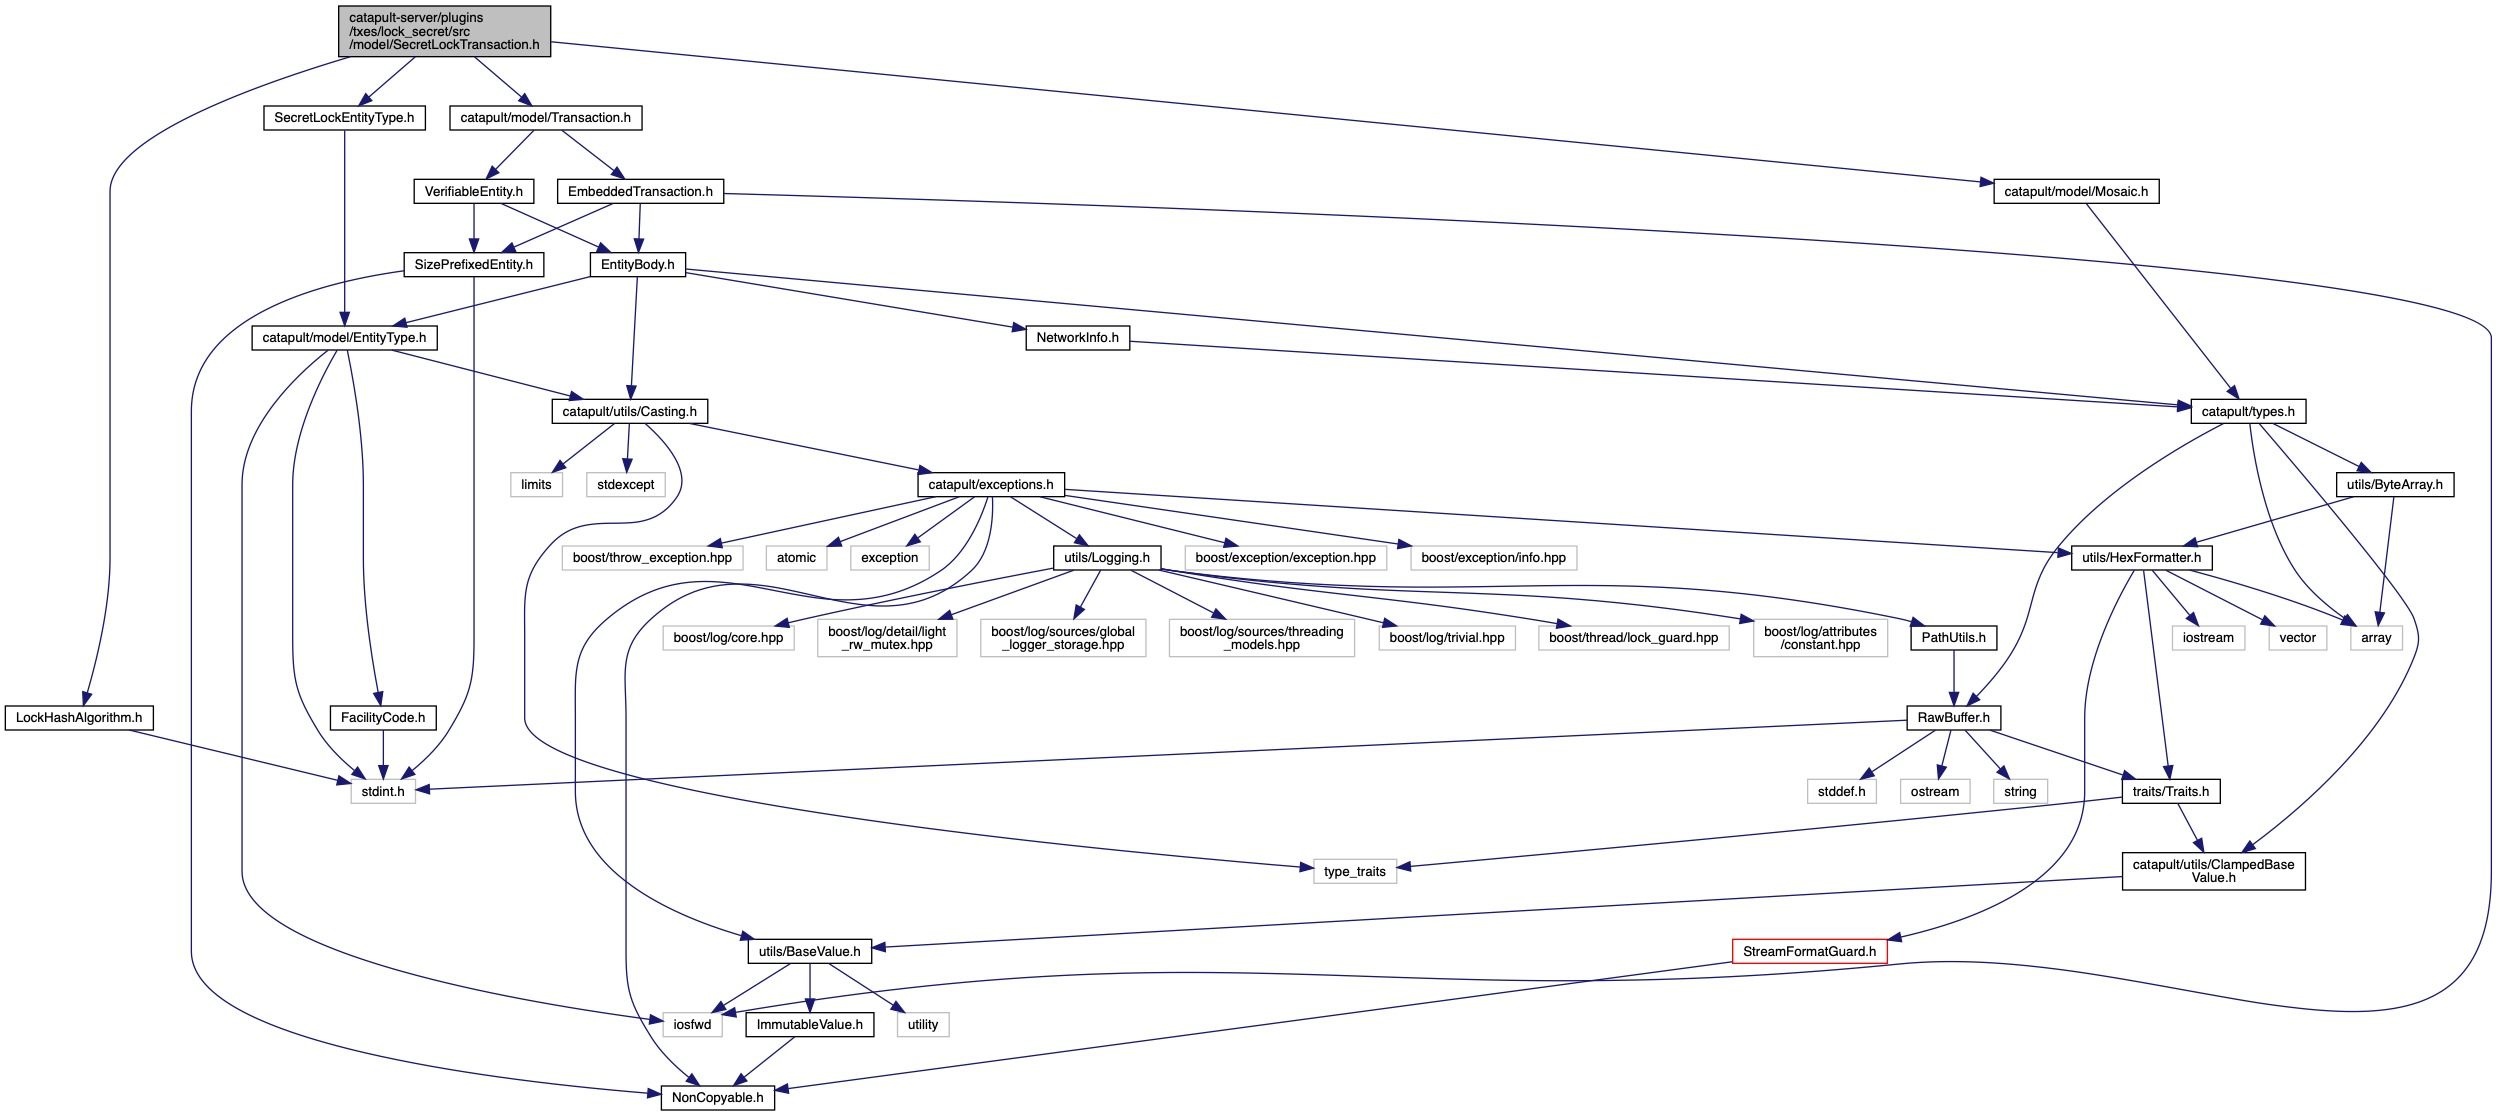 catapult-server/plugins
/txes/lock_secret/src
/model/SecretLockTransaction.h
SecretLockEntityType.h
catapult/model/Transaction.h
VerifiableEntity.h
EmbeddedTransaction.h
catapult/model/Mosaic.h
SizePrefixedEntity.h
EntityBody.h
catapult/model/EntityType.h
NetworkInfo.h
catapult/utils/Casting.h
catapult/types.h
limits
stdexcept
catapult/exceptions.h
utils/ByteArray.h
boost/throw_exception.hpp
atomic
exception
utils/Logging.h
boost/exception/exception.hpp
boost/exception/info.hpp
utils/HexFormatter.h
boost/log/core.hpp
boost/log/detail/light
_rw_mutex.hpp
boost/log/sources/global
_logger_storage.hpp
boost/log/sources/threading
_models.hpp
boost/log/trivial.hpp
boost/thread/lock_guard.hpp
boost/log/attributes
/constant.hpp
PathUtils.h
iostream
vector
array
LockHashAlgorithm.h
FacilityCode.h
RawBuffer.h
stdint.h
stddef.h
ostream
string
traits/Traits.h
type_traits
catapult/utils/ClampedBase
Value.h
utils/BaseValue.h
StreamFormatGuard.h
iosfwd
ImmutableValue.h
utility
NonCopyable.h